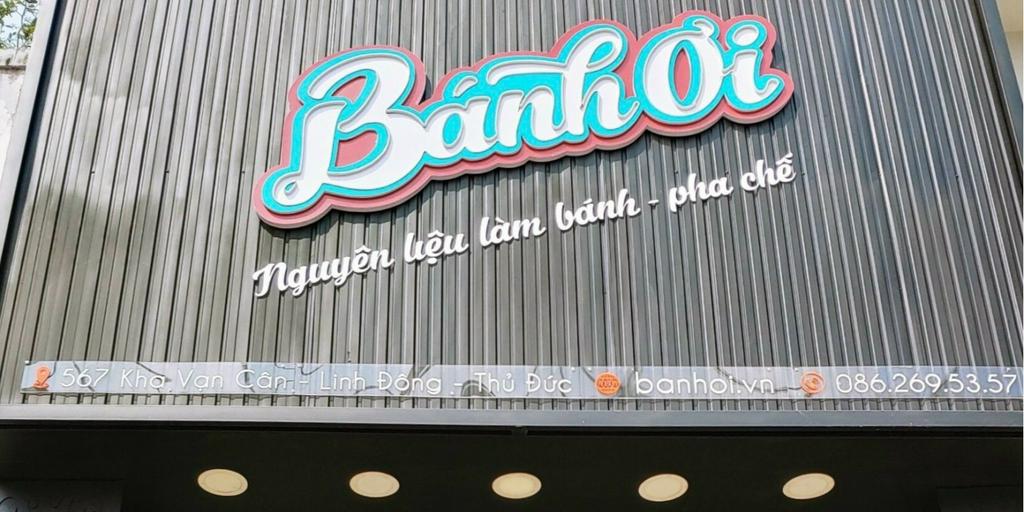 Bánh Ơi
Nguyên liệu làm bánh - pha chế
567 Kha Vạn Cân - Linh Đông - Thủ Đức banhoi.vn 086.269.53.57